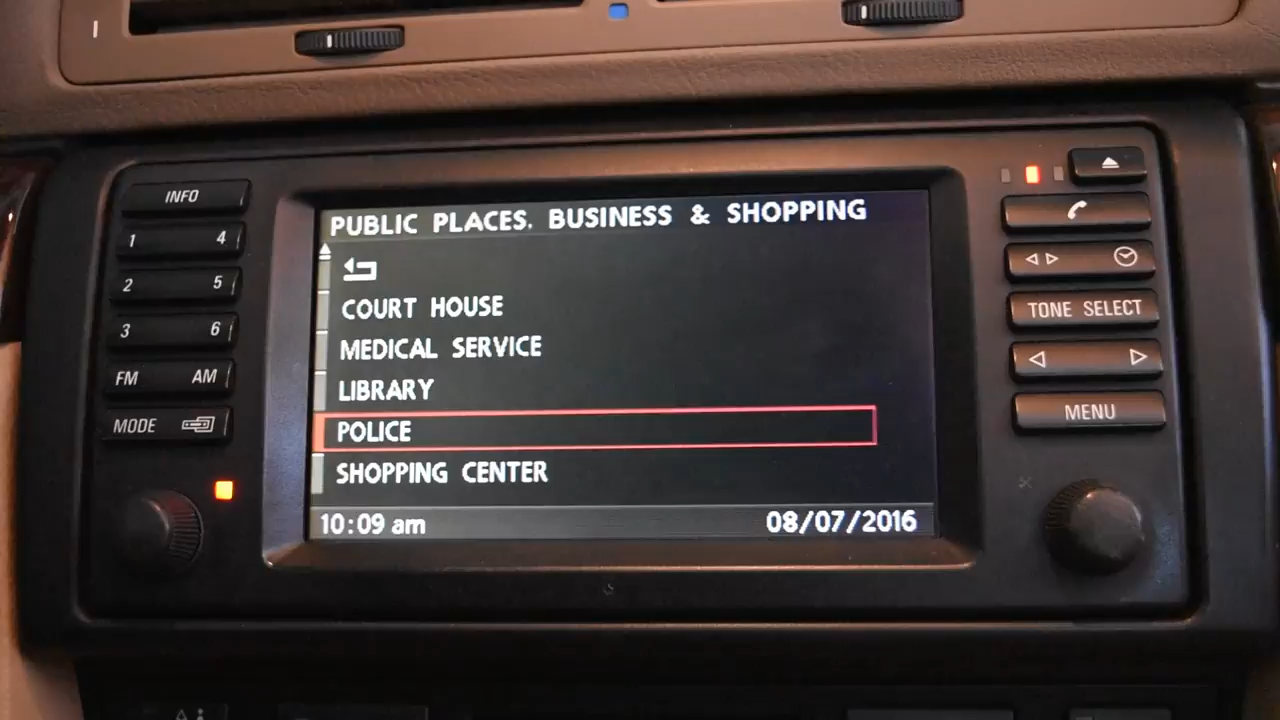 INFO
1 4
2 5
3 6
FM AM
MODE
PUBLIC PLACES. BUSINESS & SHOPPING
COURT HOUSE
MEDICAL SERVICE
LIBRARY
POLICE
SHOPPING CENTER
10:09 am 08/07/2016
TONE SELECT
MENU